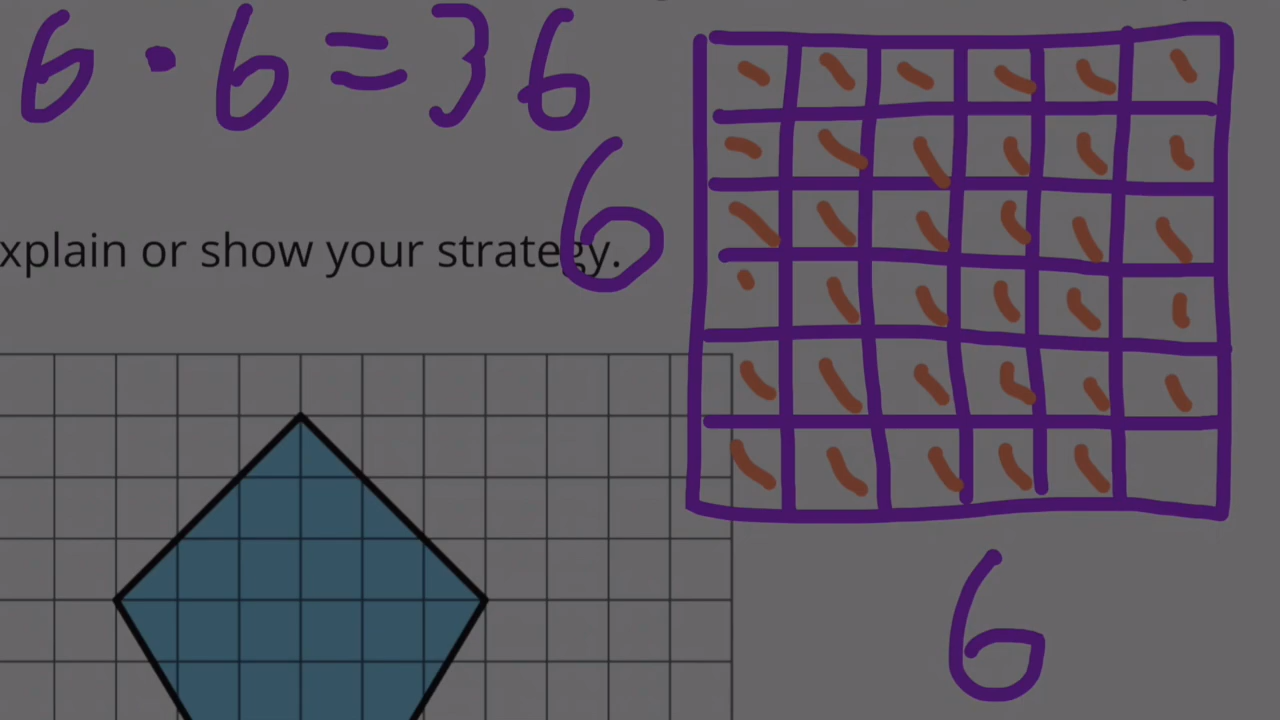 6 · 6 = 36
6
xplain or show your strategy.
6